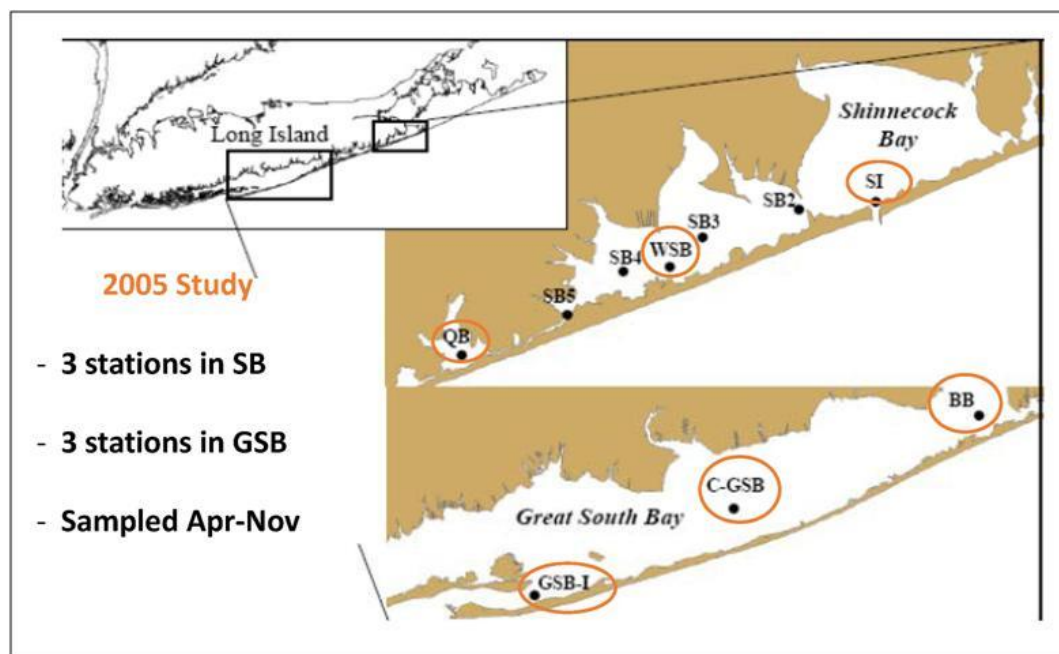 Long Island
Shinnecock
Bay
SI
SB2
SB3
WSB
SB4
SB5
QB
2005 Study
- 3 stations in SB
- 3 stations in GSB
- Sampled Apr-Nov
BB
C-GSB
Great South Bay
GSB-I